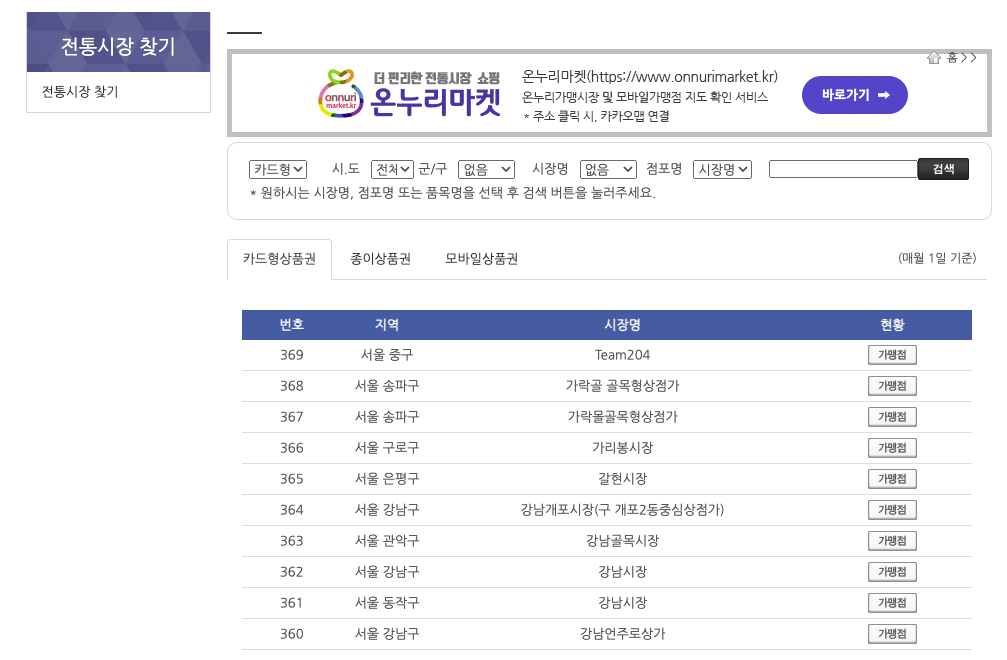 전통시장 찾기
전통시장 찾기
홈 > >
더 편리한 전통시장 쇼핑
온누리마켓
onnuri
market.kr
온누리마켓(https://www.onnurimarket.kr)
온누리가맹시장 및 모바일가맹점 지도 확인 서비스
* 주소 클릭 시, 카카오맵 연결
바로가기 ➡
카드형 시.도 전체 군/구 없음 시장명 없음 점포명 시장명 검색
* 원하시는 시장명, 점포명 또는 품목명을 선택 후 검색 버튼을 눌러주세요.
카드형상품권 종이상품권 모바일상품권 (매월 1일 기준)
번호 지역 시장명 현황
369 서울 중구 Team204 가맹점
368 서울 송파구 가락골 골목형상점가 가맹점
367 서울 송파구 가락몰골목형상점가 가맹점
366 서울 구로구 가리봉시장 가맹점
365 서울 은평구 갈현시장 가맹점
364 서울 강남구 강남개포시장(구 개포2동중심상점가) 가맹점
363 서울 관악구 강남골목시장 가맹점
362 서울 강남구 강남시장 가맹점
361 서울 동작구 강남시장 가맹점
360 서울 강남구 강남언주로상가 가맹점